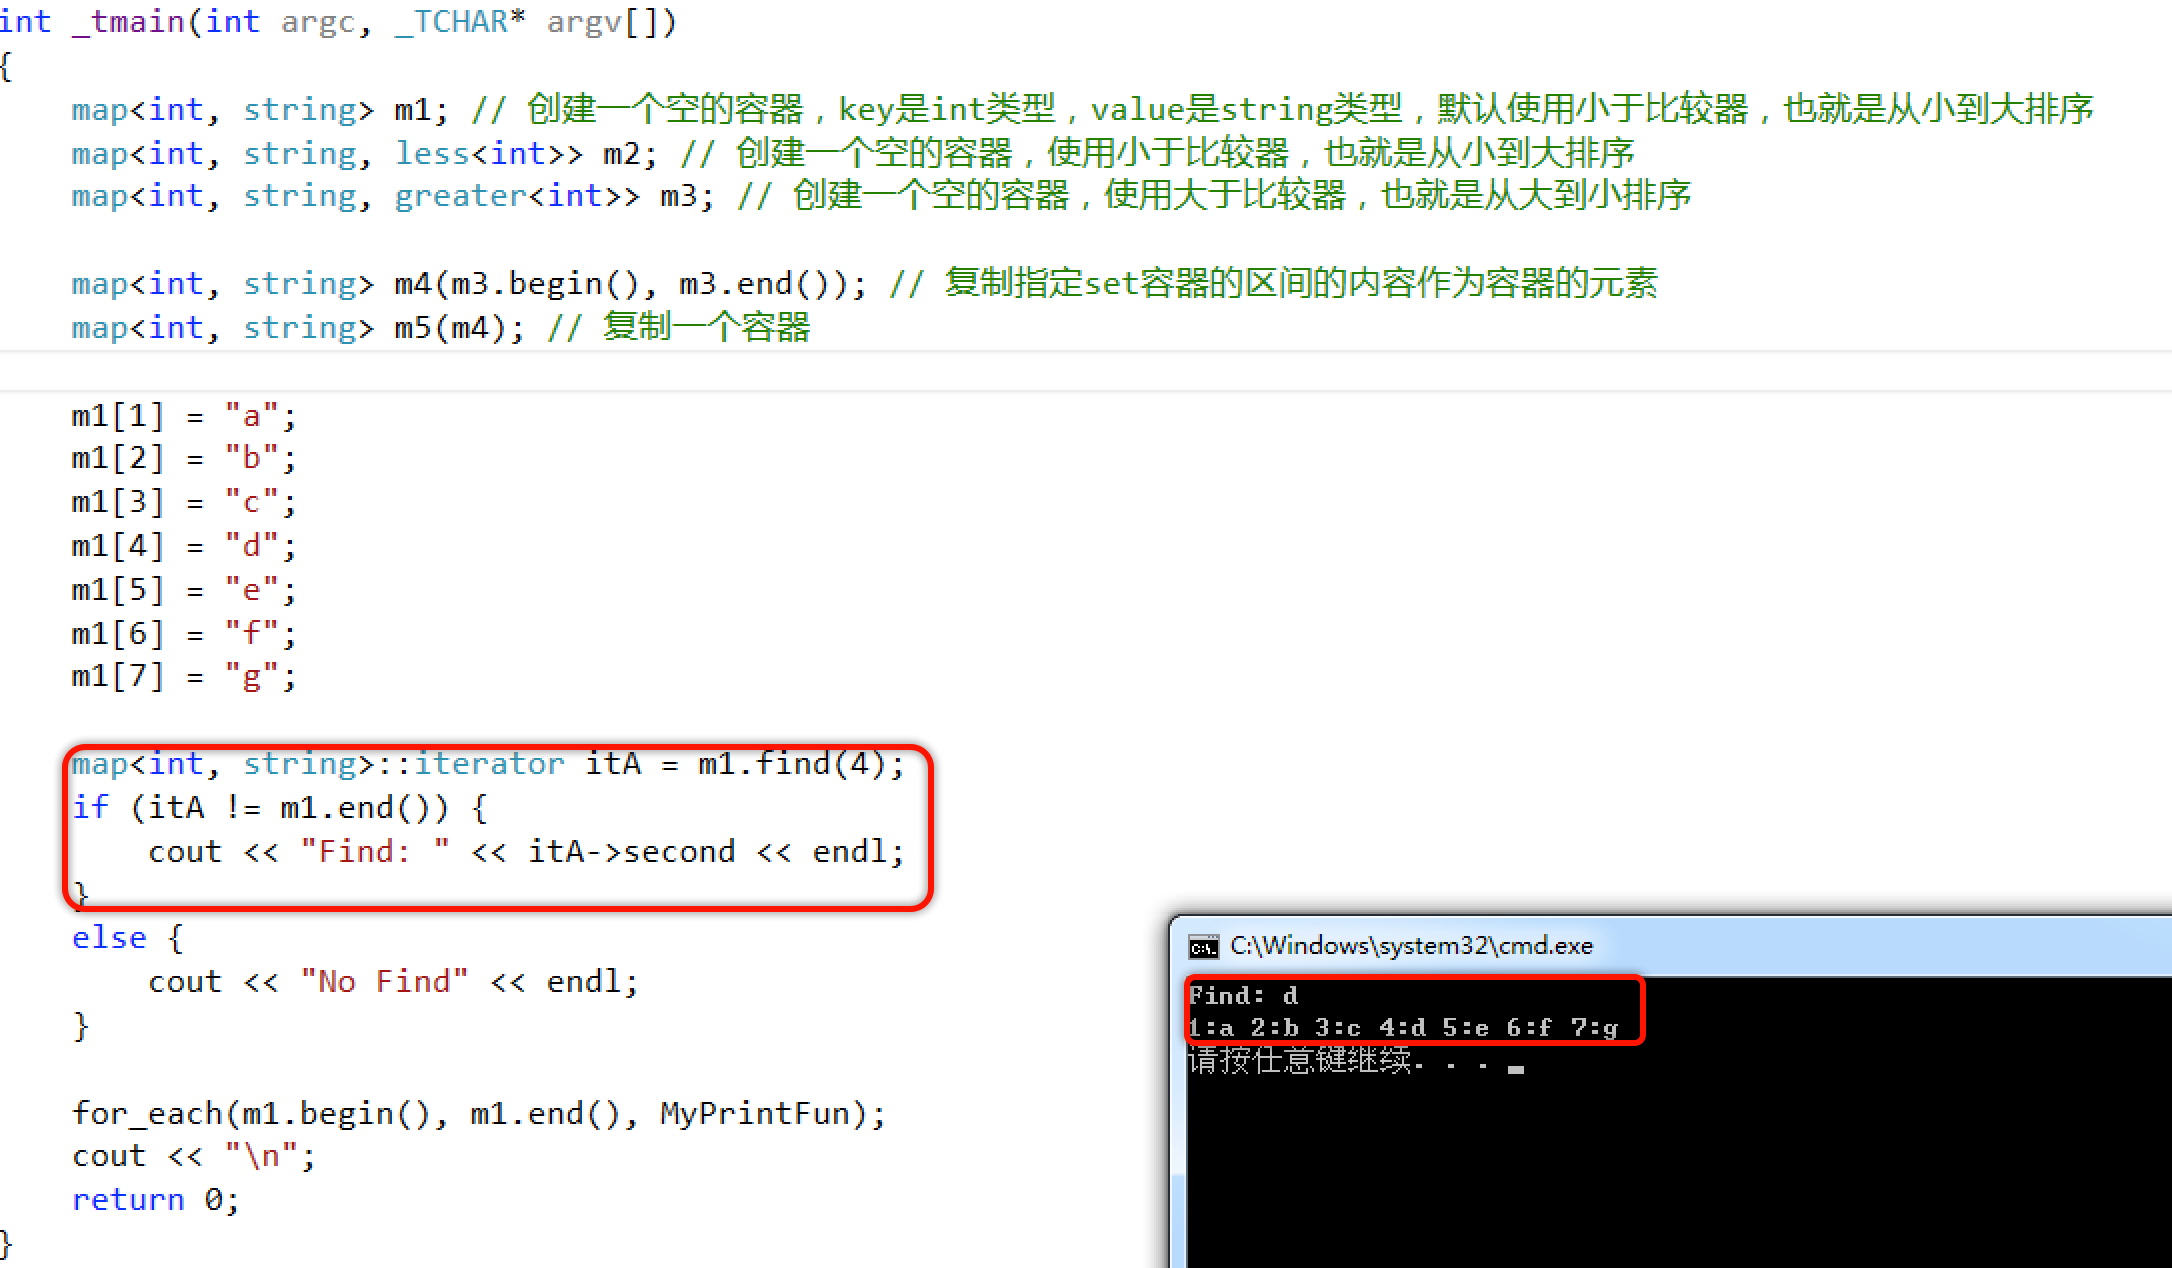 int _tmain(int argc, _TCHAR* argv[])
{
    map<int, string> m1; // 创建一个空的容器，key是int类型，value是string类型，默认使用小于比较器，也就是从小到大排序
    map<int, string, less<int>> m2; // 创建一个空的容器，使用小于比较器，也就是从小到大排序
    map<int, string, greater<int>> m3; // 创建一个空的容器，使用大于比较器，也就是从大到小排序
    map<int, string> m4(m3.begin(), m3.end()); // 复制指定set容器的区间的内容作为容器的元素
    map<int, string> m5(m4); // 复制一个容器
    m1[1] = "a";
    m1[2] = "b";
    m1[3] = "c";
    m1[4] = "d";
    m1[5] = "e";
    m1[6] = "f";
    m1[7] = "g";
    map<int, string>::iterator itA = m1.find(4);
    if (itA != m1.end()) {
        cout << "Find: " << itA->second << endl;
    }
    else {
        cout << "No Find" << endl;
    }
    for_each(m1.begin(), m1.end(), MyPrintFun);
    cout << "\n";
    return 0;
}
C:\Windows\system32\cmd.exe
Find: d
1:a 2:b 3:c 4:d 5:e 6:f 7:g
请按任意键继续. . . _